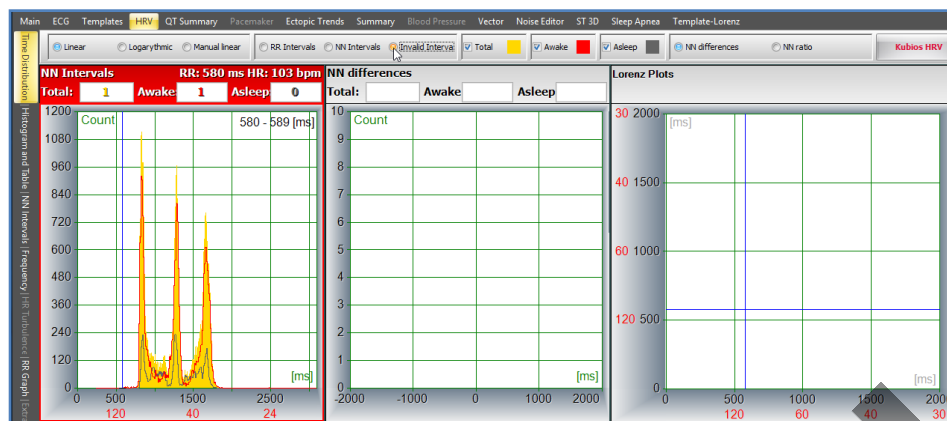 Main ECG Templates HRV QT Summary Pacemaker Ectopic Trends Summary Blood Pressure Vector Noise Editor ST 3D Sleep Apnea Template-Lorenz
Linear Logarythmic Manual linear RR Intervals NN Intervals Invalid Interval Total Awake Asleep NN differences NN ratio Kubios HRV
Time Distribution | Histogram and Table | NN Intervals | Frequency | HR Turbulence | RR Graph | Extra
NN Intervals RR: 580 ms HR: 103 bpm
Total: 1 Awake 1 Asleep 0
Count 580 - 589 [ms]
1200
1080
960
840
720
600
480
360
240
120
0
[ms]
0 500 1500 2500
120 40 24
NN differences
Total: Awake Asleep
Count
10
9
8
7
6
5
4
3
2
1
0
[ms]
-2000 -1000 0 1000 2000
Lorenz Plots
[ms]
30 2000
40 1500
60 1000
120 500
0
[ms]
0 500 1000 1500 2000
120 60 40 30